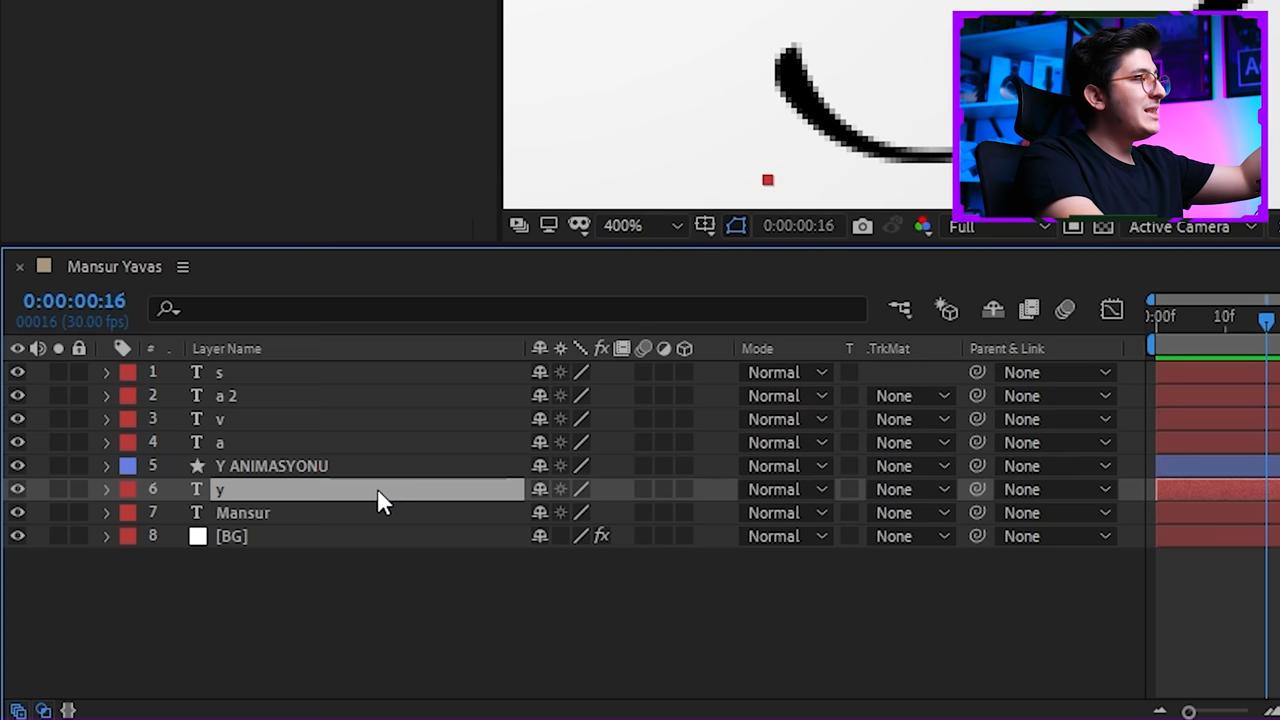 A
400%
0:00:00:16
Full
Active Camera
× Mansur Yavas
0:00:00:16
00016 (30.00 fps)
:00f 10f
# . Layer Name fx Mode T .TrkMat Parent & Link
1 T s Normal None
2 T a 2 Normal None None
3 T v Normal None None
4 T a Normal None None
5 Y ANIMASYONU Normal None None
6 T y Normal None None
7 T Mansur Normal None None
8 [BG] fx Normal None None